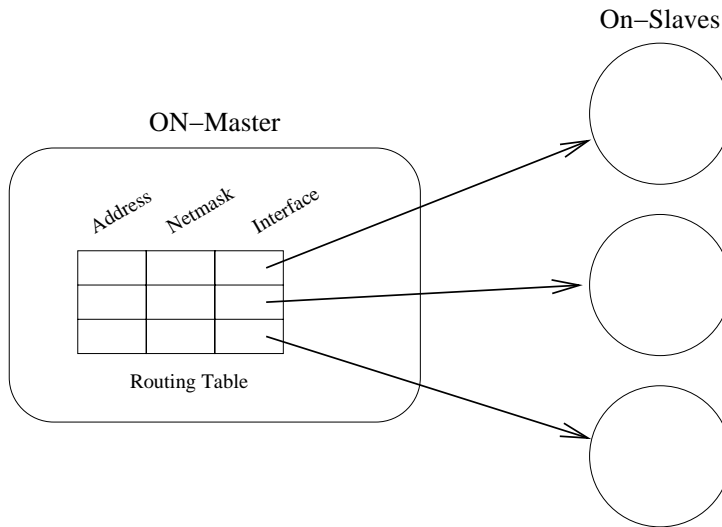 On–Slaves
ON–Master
Address
Netmask
Interface
Routing Table